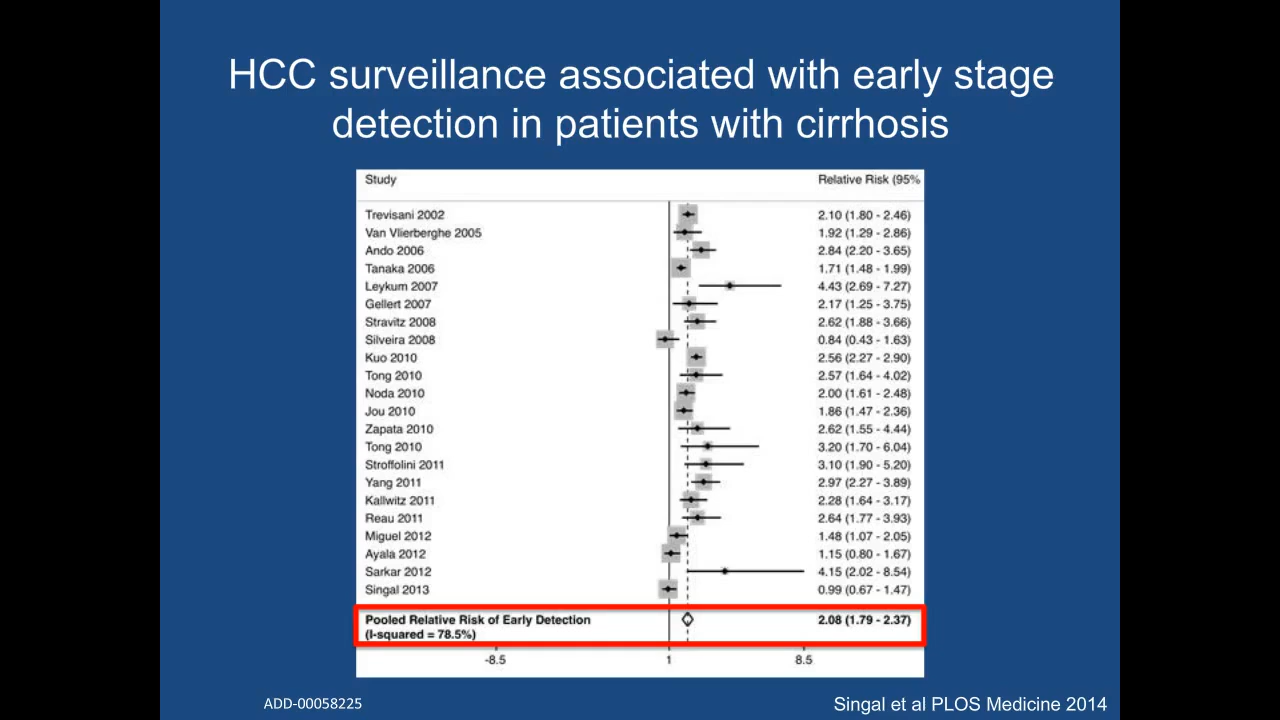 HCC surveillance associated with early stage
detection in patients with cirrhosis
Study Relative Risk (95%
Trevisani 2002 2.10 (1.80 - 2.46)
Van Vlierberghe 2005 1.92 (1.29 - 2.86)
Ando 2006 2.84 (2.20 - 3.65)
Tanaka 2006 1.71 (1.48 - 1.99)
Leykum 2007 4.43 (2.69 - 7.27)
Gellert 2007 2.17 (1.25 - 3.75)
Stravitz 2008 2.62 (1.88 - 3.66)
Silveira 2008 0.84 (0.43 - 1.63)
Kuo 2010 2.56 (2.27 - 2.90)
Tong 2010 2.57 (1.64 - 4.02)
Noda 2010 2.00 (1.61 - 2.48)
Jou 2010 1.86 (1.47 - 2.36)
Zapata 2010 2.62 (1.55 - 4.44)
Tong 2010 3.20 (1.70 - 6.04)
Stroffolini 2011 3.10 (1.90 - 5.20)
Yang 2011 2.97 (2.27 - 3.89)
Kallwitz 2011 2.28 (1.64 - 3.17)
Reau 2011 2.64 (1.77 - 3.93)
Miguel 2012 1.48 (1.07 - 2.05)
Ayala 2012 1.15 (0.80 - 1.67)
Sarkar 2012 4.15 (2.02 - 8.54)
Singal 2013 0.99 (0.67 - 1.47)
Pooled Relative Risk of Early Detection 2.08 (1.79 - 2.37)
(I-squared = 78.5%)
-8.5 1 8.5
ADD-00058225
Singal et al PLOS Medicine 2014